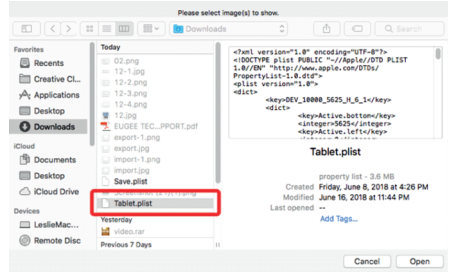 Please select image(s) to show.
Downloads
Search
Favorites
Recents
Creative Cl...
Applications
Desktop
Downloads
iCloud
Documents
Desktop
iCloud Drive
Devices
LeslieMac...
Remote Disc
Today
02.png
12-1.jpg
12-2.png
12-3.png
12-4.png
12.jpg
EUGEE TEC...PPORT.pdf
export-1.png
export.jpg
import-1.png
import.jpg
Save.plist
Tablet.plist
Yesterday
video.rar
Previous 7 Days
<?xml version="1.0" encoding="UTF-8"?>
<!DOCTYPE plist PUBLIC "-//Apple//DTD PLIST
1.0//EN" "http://www.apple.com/DTDs/
PropertyList-1.0.dtd">
<plist version="1.0">
<dict>
<key>DEV_10000_5625_H_6_1</key>
<dict>
<key>Active.botton</key>
<integer>5625</integer>
<key>Active.left</key>
Tablet.plist
property list - 3.6 MB
Created Friday, June 8, 2018 at 4:26 PM
Modified June 16, 2018 at 11:44 PM
Last opened --
Add Tags...
Cancel
Open